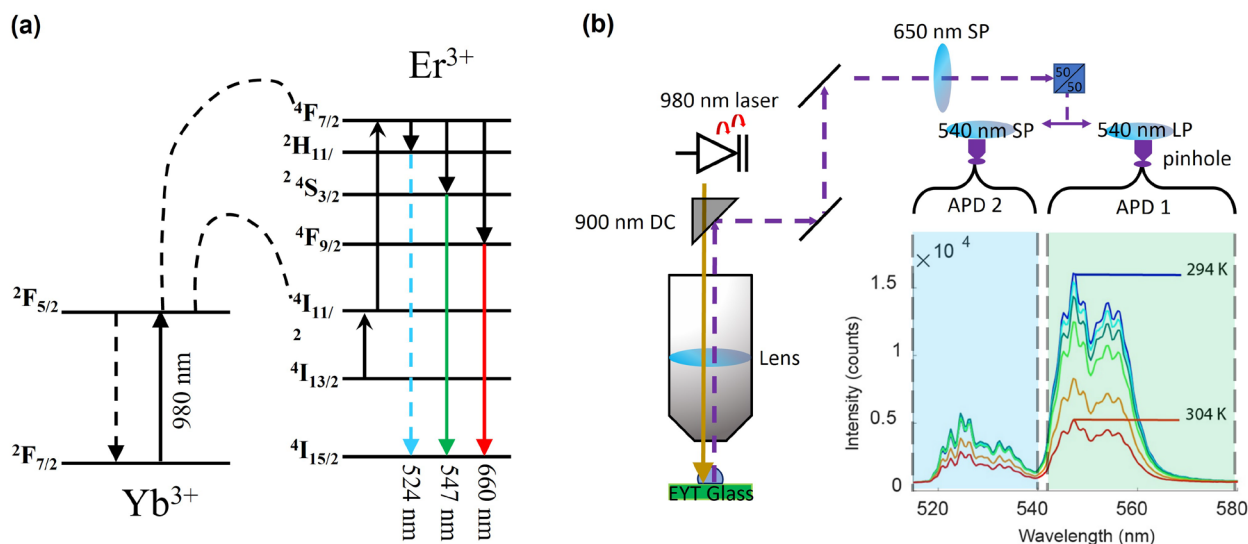 (a)
Er³⁺
⁴F₇/₂
²H₁₁/
² ⁴S₃/₂
⁴F₉/₂
²F₅/₂
⁴I₁₁/
2
⁴I₁₃/₂
980 nm
²F₇/₂
⁴I₁₅/₂
Yb³⁺
524 nm
547 nm
660 nm
(b)
650 nm SP
50
50
980 nm laser
540 nm SP
540 nm LP
pinhole
900 nm DC
APD 2
APD 1
× 10 4
294 K
1.5
Lens
1
304 K
0.5
Intensity (counts)
EYT Glass
0
520
540
560
580
Wavelength (nm)